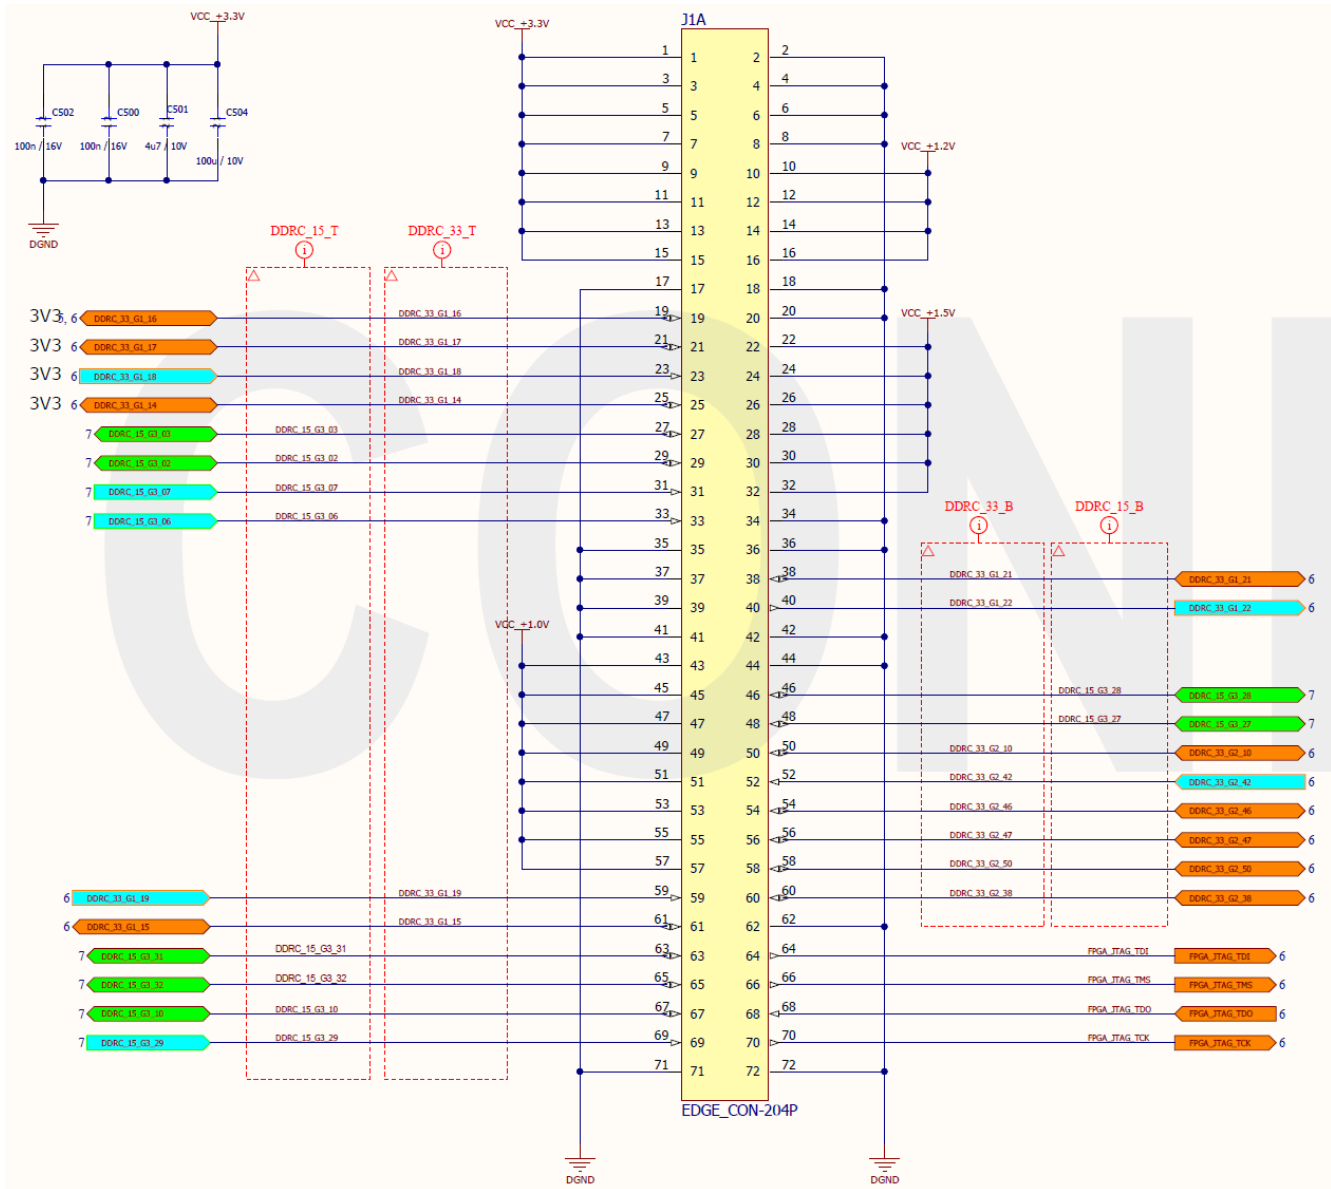 VCC_+3.3V
C502
C500
C501
C504
100n / 16V
100n / 16V
4u7 / 10V
100u / 10V
DGND
DDRC_15_T
i
DDRC_33_T
i
VCC_+3.3V
J1A
1 1 2 2
3 3 4 4
5 5 6 6
7 7 8 8
VCC_+1.2V
9 9 10 10
11 11 12 12
13 13 14 14
15 15 16 16
17 17 18 18
VCC_+1.5V
3V3 6 DDRC_33_G1_16 DDRC_33_G1_16 19 19 20 20
3V3 6 DDRC_33_G1_17 DDRC_33_G1_17 21 21 22 22
3V3 6 DDRC_33_G1_18 DDRC_33_G1_18 23 23 24 24
3V3 6 DDRC_33_G1_14 DDRC_33_G1_14 25 25 26 26
7 DDRC_15_G3_03 DDRC_15_G3_03 27 27 28 28
7 DDRC_15_G3_02 DDRC_15_G3_02 29 29 30 30
7 DDRC_15_G3_07 DDRC_15_G3_07 31 31 32 32
7 DDRC_15_G3_06 DDRC_15_G3_06 33 33 34 34
DDRC_33_B
i
DDRC_15_B
i
35 35 36 36
37 37 38 38 DDRC_33_G1_21 DDRC_33_G1_21 6
39 39 40 40 DDRC_33_G1_22 DDRC_33_G1_22 6
VCC_+1.0V
41 41 42 42
43 43 44 44
45 45 46 46 DDRC_15_G3_28 DDRC_15_G3_28 7
47 47 48 48 DDRC_15_G3_27 DDRC_15_G3_27 7
49 49 50 50 DDRC_33_G2_10 DDRC_33_G2_10 6
51 51 52 52 DDRC_33_G2_42 DDRC_33_G2_42 6
53 53 54 54 DDRC_33_G2_46 DDRC_33_G2_46 6
55 55 56 56 DDRC_33_G2_47 DDRC_33_G2_47 6
57 57 58 58 DDRC_33_G2_50 DDRC_33_G2_50 6
6 DDRC_33_G1_19 DDRC_33_G1_19 59 59 60 60 DDRC_33_G2_38 DDRC_33_G2_38 6
6 DDRC_33_G1_15 DDRC_33_G1_15 61 61 62 62
7 DDRC_15_G3_31 DDRC_15_G3_31 63 63 64 64 FPGA_JTAG_TDI FPGA_JTAG_TDI 6
7 DDRC_15_G3_32 DDRC_15_G3_32 65 65 66 66 FPGA_JTAG_TMS FPGA_JTAG_TMS 6
7 DDRC_15_G3_10 DDRC_15_G3_10 67 67 68 68 FPGA_JTAG_TDO FPGA_JTAG_TDO 6
7 DDRC_15_G3_29 DDRC_15_G3_29 69 69 70 70 FPGA_JTAG_TCK FPGA_JTAG_TCK 6
71 71 72 72
EDGE_CON-204P
DGND
DGND